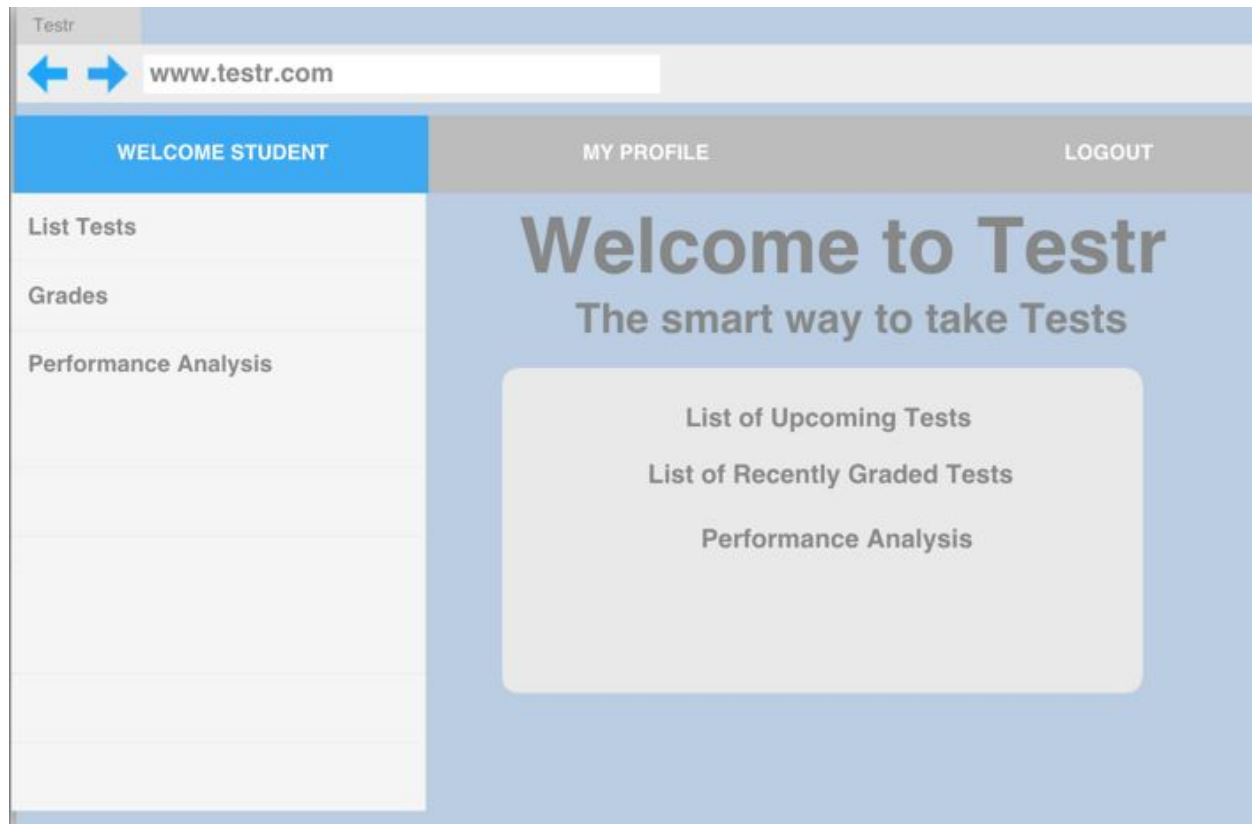 Testr
www.testr.com
WELCOME STUDENT
MY PROFILE
LOGOUT
List Tests
Grades
Performance Analysis
Welcome to Testr
The smart way to take Tests
List of Upcoming Tests
List of Recently Graded Tests
Performance Analysis